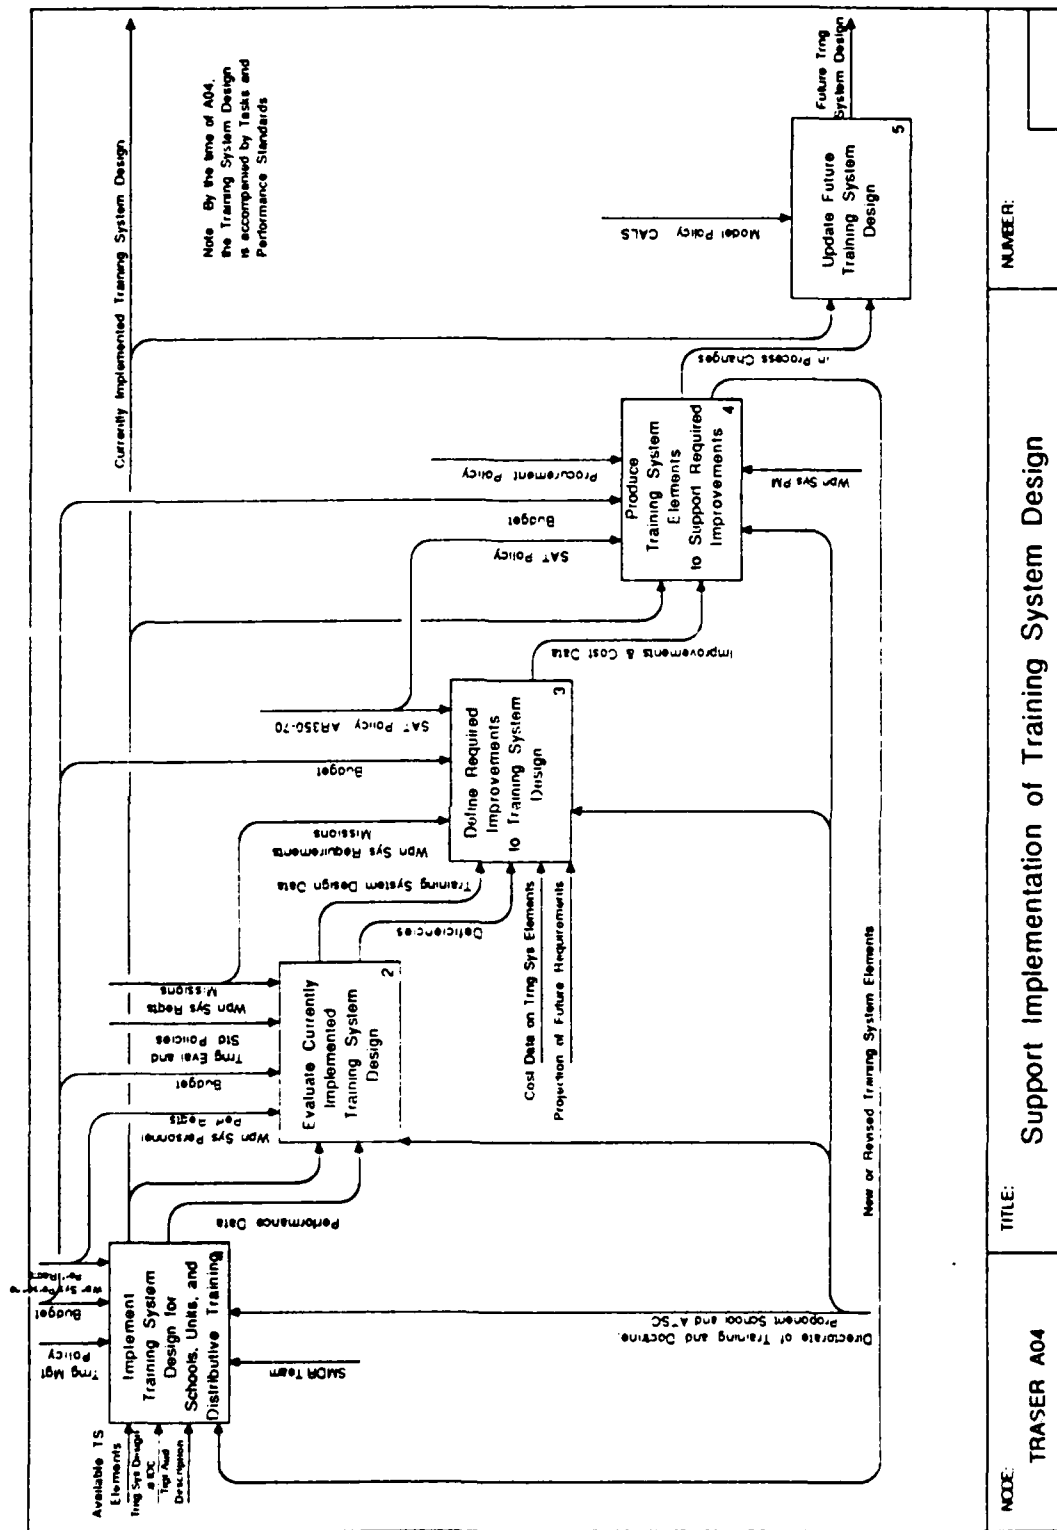 Currently Implemented Training System Design
Note By the time of A04,
the Training System Design
is accompanied by Tasks and
Performance Standards
Trng Mgt
Policy
Budget
Available TS
Elements
Trng Sys Design
Description
Implement
Training System
Design for
Schools, Units, and
Distributive Training
SMDR Team
Performance Data
Wpn Sys Personnel
Perf Reqts
Budget
Trng Eval and
Std Policies
Wpn Sys Reqts
Missions
Evaluate Currently
Implemented
Training System
Design
2
Training System Design Data
Deficiencies
Cost Data on Trng Sys Elements
Projection of Future Requirements
Wpn Sys Requirements
Missions
Budget
SAT Policy AR350-70
Define Required
Improvements
to Training System
Design
3
Improvements & Cost Data
SAT Policy
Budget
Procurement Policy
Produce
Training System
Elements
to Support Required
Improvements
4
Wpn Sys PM
In Process Changes
Model Policy CALS
Update Future
Training System
Design
5
Future Trng
System Design
Directorate of Training and Doctrine,
Proponent School and ATSC
New or Revised Training System Elements
NODE:
TRASER A04
TITLE:
Support Implementation of Training System Design
NUMBER: